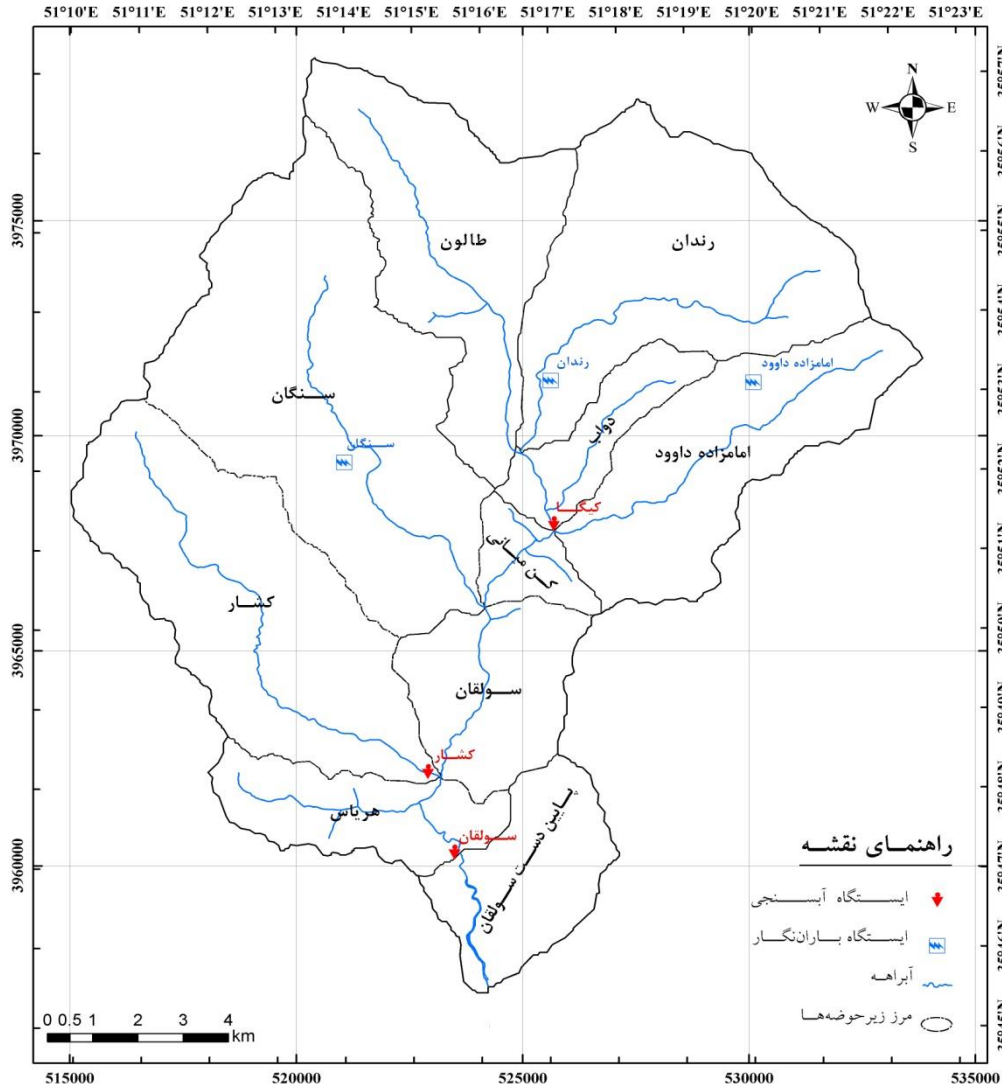 51°10'E 51°11'E 51°12'E 51°13'E 51°14'E 51°15'E 51°16'E 51°17'E 51°18'E 51°19'E 51°20'E 51°21'E 51°22'E 51°23'E
N
W E
S
3975000
طالون
رندان
رندان
امامزاده داوود
سنگان
سنگان
دواب
امامزاده داوود
3970000
کیگا
کن میانی
کشار
3965000
سولقان
کشار
هریاس
سولقان
پایین دست سولقان
3960000
راهنمای نقشه
ایستگاه آبسنجی
ایستگاه باران‌نگار
آبراهه
مرز زیرحوضه‌ها
0 0.5 1 2 3 4
km
515000 520000 525000 530000 535000